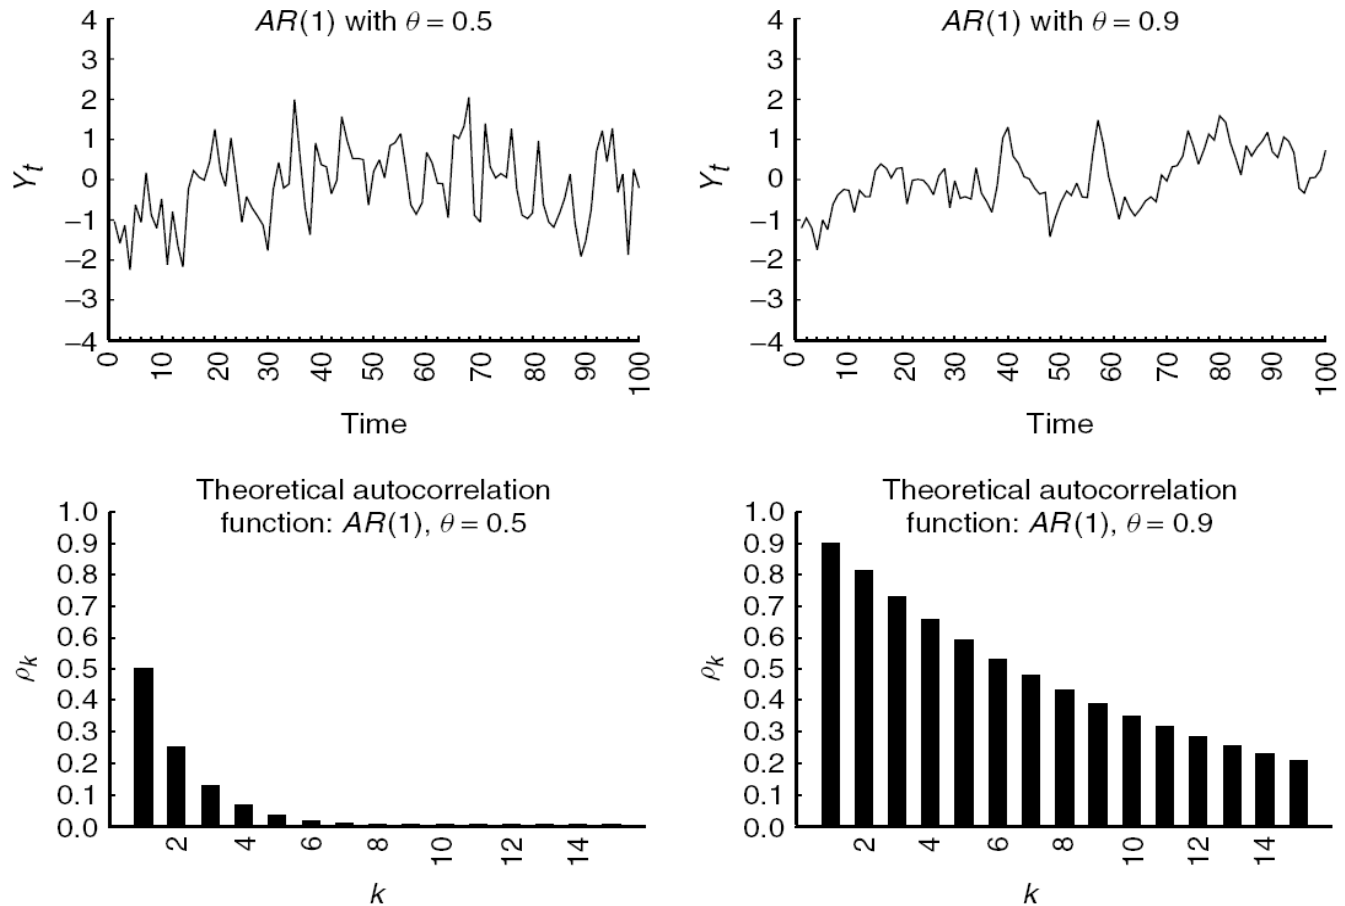 AR(1) with θ = 0.5
4
3
2
1
0
−1
−2
−3
−4
Yt
0 10 20 30 40 50 60 70 80 90 100
Time
AR(1) with θ = 0.9
4
3
2
1
0
−1
−2
−3
−4
Yt
0 10 20 30 40 50 60 70 80 90 100
Time
Theoretical autocorrelation
function: AR(1), θ = 0.5
1.0
0.9
0.8
0.7
0.6
0.5
0.4
0.3
0.2
0.1
0.0
ρk
2 4 6 8 10 12 14
k
Theoretical autocorrelation
function: AR(1), θ = 0.9
1.0
0.9
0.8
0.7
0.6
0.5
0.4
0.3
0.2
0.1
0.0
ρk
2 4 6 8 10 12 14
k